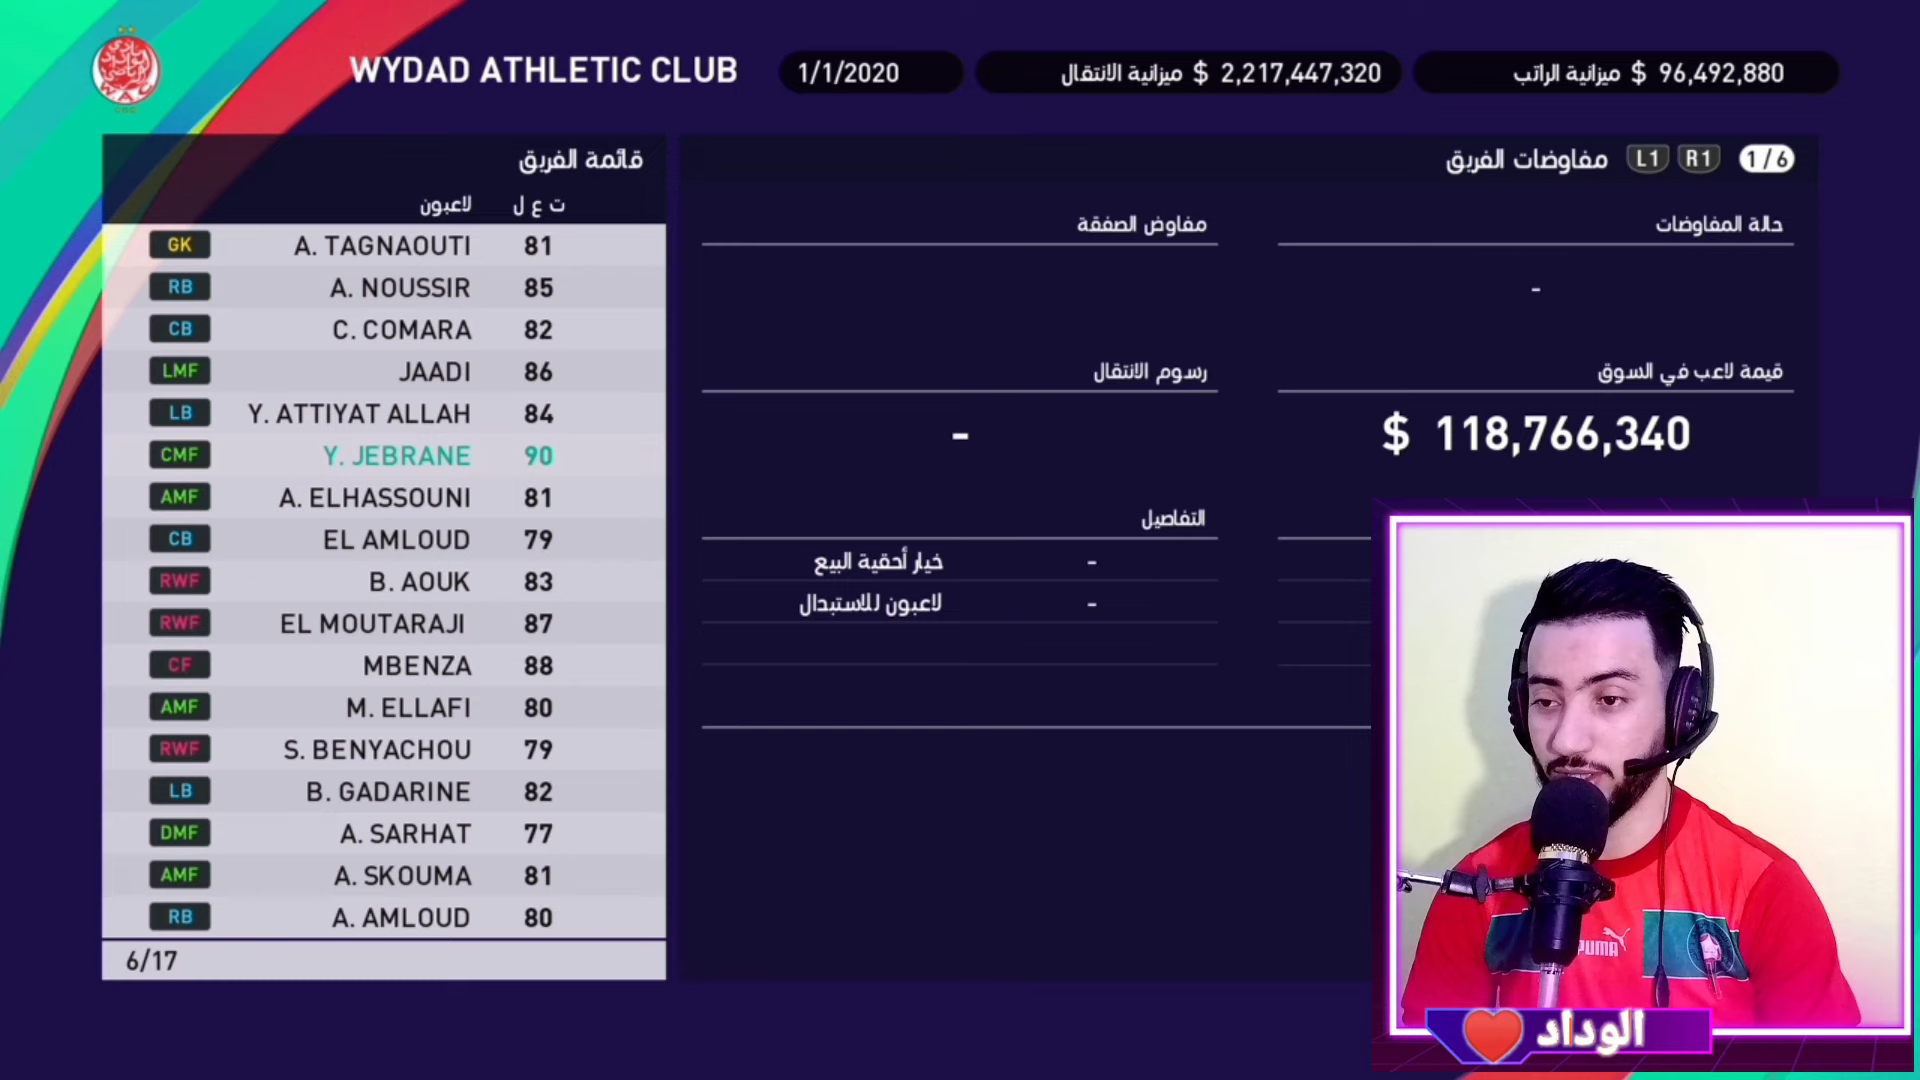 WYDAD ATHLETIC CLUB
1/1/2020
ميزانية الانتقال $ 2,217,447,320
ميزانية الراتب $ 96,492,880
قائمة الفريق
لاعبون ت ع ل
GK A. TAGNAOUTI 81
RB A. NOUSSIR 85
CB C. COMARA 82
LMF JAADI 86
LB Y. ATTIYAT ALLAH 84
CMF Y. JEBRANE 90
AMF A. ELHASSOUNI 81
CB EL AMLOUD 79
RWF B. AOUK 83
RWF EL MOUTARAJI 87
CF MBENZA 88
AMF M. ELLAFI 80
RWF S. BENYACHOU 79
LB B. GADARINE 82
DMF A. SARHAT 77
AMF A. SKOUMA 81
RB A. AMLOUD 80
6/17
مفاوضات الفريق L1 R1 1/6
مفاوض الصفقة
حالة المفاوضات
-
رسوم الانتقال
-
قيمة لاعب في السوق
$ 118,766,340
التفاصيل
خيار أحقية البيع -
لاعبون للاستبدال -
PUMA
الوداد